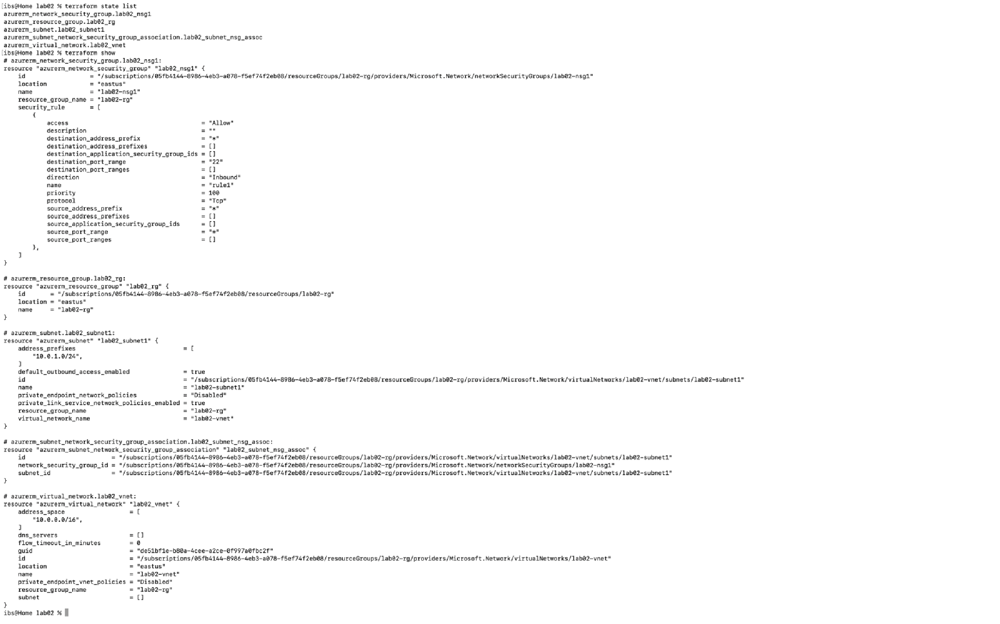 [ibs@Home lab02 % terraform state list
azurerm_network_security_group.lab02_nsg1
azurerm_resource_group.lab02_rg
azurerm_subnet.lab02_subnet1
azurerm_subnet_network_security_group_association.lab02_subnet_nsg_assoc
azurerm_virtual_network.lab02_vnet
[ibs@Home lab02 % terraform show
# azurerm_network_security_group.lab02_nsg1:
resource "azurerm_network_security_group" "lab02_nsg1" {
    id                  = "/subscriptions/05fb4144-8986-4eb3-a078-f5ef74f2eb08/resourceGroups/lab02-rg/providers/Microsoft.Network/networkSecurityGroups/lab02-nsg1"
    location            = "eastus"
    name                = "lab02-nsg1"
    resource_group_name = "lab02-rg"
    security_rule       = [
        {
            access                                     = "Allow"
            description                                = ""
            destination_address_prefix                 = "*"
            destination_address_prefixes               = []
            destination_application_security_group_ids = []
            destination_port_range                     = "22"
            destination_port_ranges                    = []
            direction                                  = "Inbound"
            name                                       = "rule1"
            priority                                   = 100
            protocol                                   = "Tcp"
            source_address_prefix                      = "*"
            source_address_prefixes                    = []
            source_application_security_group_ids      = []
            source_port_range                          = "*"
            source_port_ranges                         = []
        },
    ]
}

# azurerm_resource_group.lab02_rg:
resource "azurerm_resource_group" "lab02_rg" {
    id       = "/subscriptions/05fb4144-8986-4eb3-a078-f5ef74f2eb08/resourceGroups/lab02-rg"
    location = "eastus"
    name     = "lab02-rg"
}

# azurerm_subnet.lab02_subnet1:
resource "azurerm_subnet" "lab02_subnet1" {
    address_prefixes                              = [
        "10.0.1.0/24",
    ]
    default_outbound_access_enabled               = true
    id                                            = "/subscriptions/05fb4144-8986-4eb3-a078-f5ef74f2eb08/resourceGroups/lab02-rg/providers/Microsoft.Network/virtualNetworks/lab02-vnet/subnets/lab02-subnet1"
    name                                          = "lab02-subnet1"
    private_endpoint_network_policies             = "Disabled"
    private_link_service_network_policies_enabled = true
    resource_group_name                           = "lab02-rg"
    virtual_network_name                          = "lab02-vnet"
}

# azurerm_subnet_network_security_group_association.lab02_subnet_nsg_assoc:
resource "azurerm_subnet_network_security_group_association" "lab02_subnet_nsg_assoc" {
    id                        = "/subscriptions/05fb4144-8986-4eb3-a078-f5ef74f2eb08/resourceGroups/lab02-rg/providers/Microsoft.Network/virtualNetworks/lab02-vnet/subnets/lab02-subnet1"
    network_security_group_id = "/subscriptions/05fb4144-8986-4eb3-a078-f5ef74f2eb08/resourceGroups/lab02-rg/providers/Microsoft.Network/networkSecurityGroups/lab02-nsg1"
    subnet_id                 = "/subscriptions/05fb4144-8986-4eb3-a078-f5ef74f2eb08/resourceGroups/lab02-rg/providers/Microsoft.Network/virtualNetworks/lab02-vnet/subnets/lab02-subnet1"
}

# azurerm_virtual_network.lab02_vnet:
resource "azurerm_virtual_network" "lab02_vnet" {
    address_space                  = [
        "10.0.0.0/16",
    ]
    dns_servers                    = []
    flow_timeout_in_minutes        = 0
    guid                           = "de51bf1e-b80a-4cee-a2ce-0f997a0fbc2f"
    id                             = "/subscriptions/05fb4144-8986-4eb3-a078-f5ef74f2eb08/resourceGroups/lab02-rg/providers/Microsoft.Network/virtualNetworks/lab02-vnet"
    location                       = "eastus"
    name                           = "lab02-vnet"
    private_endpoint_vnet_policies = "Disabled"
    resource_group_name            = "lab02-rg"
    subnet                         = []
}
ibs@Home lab02 %